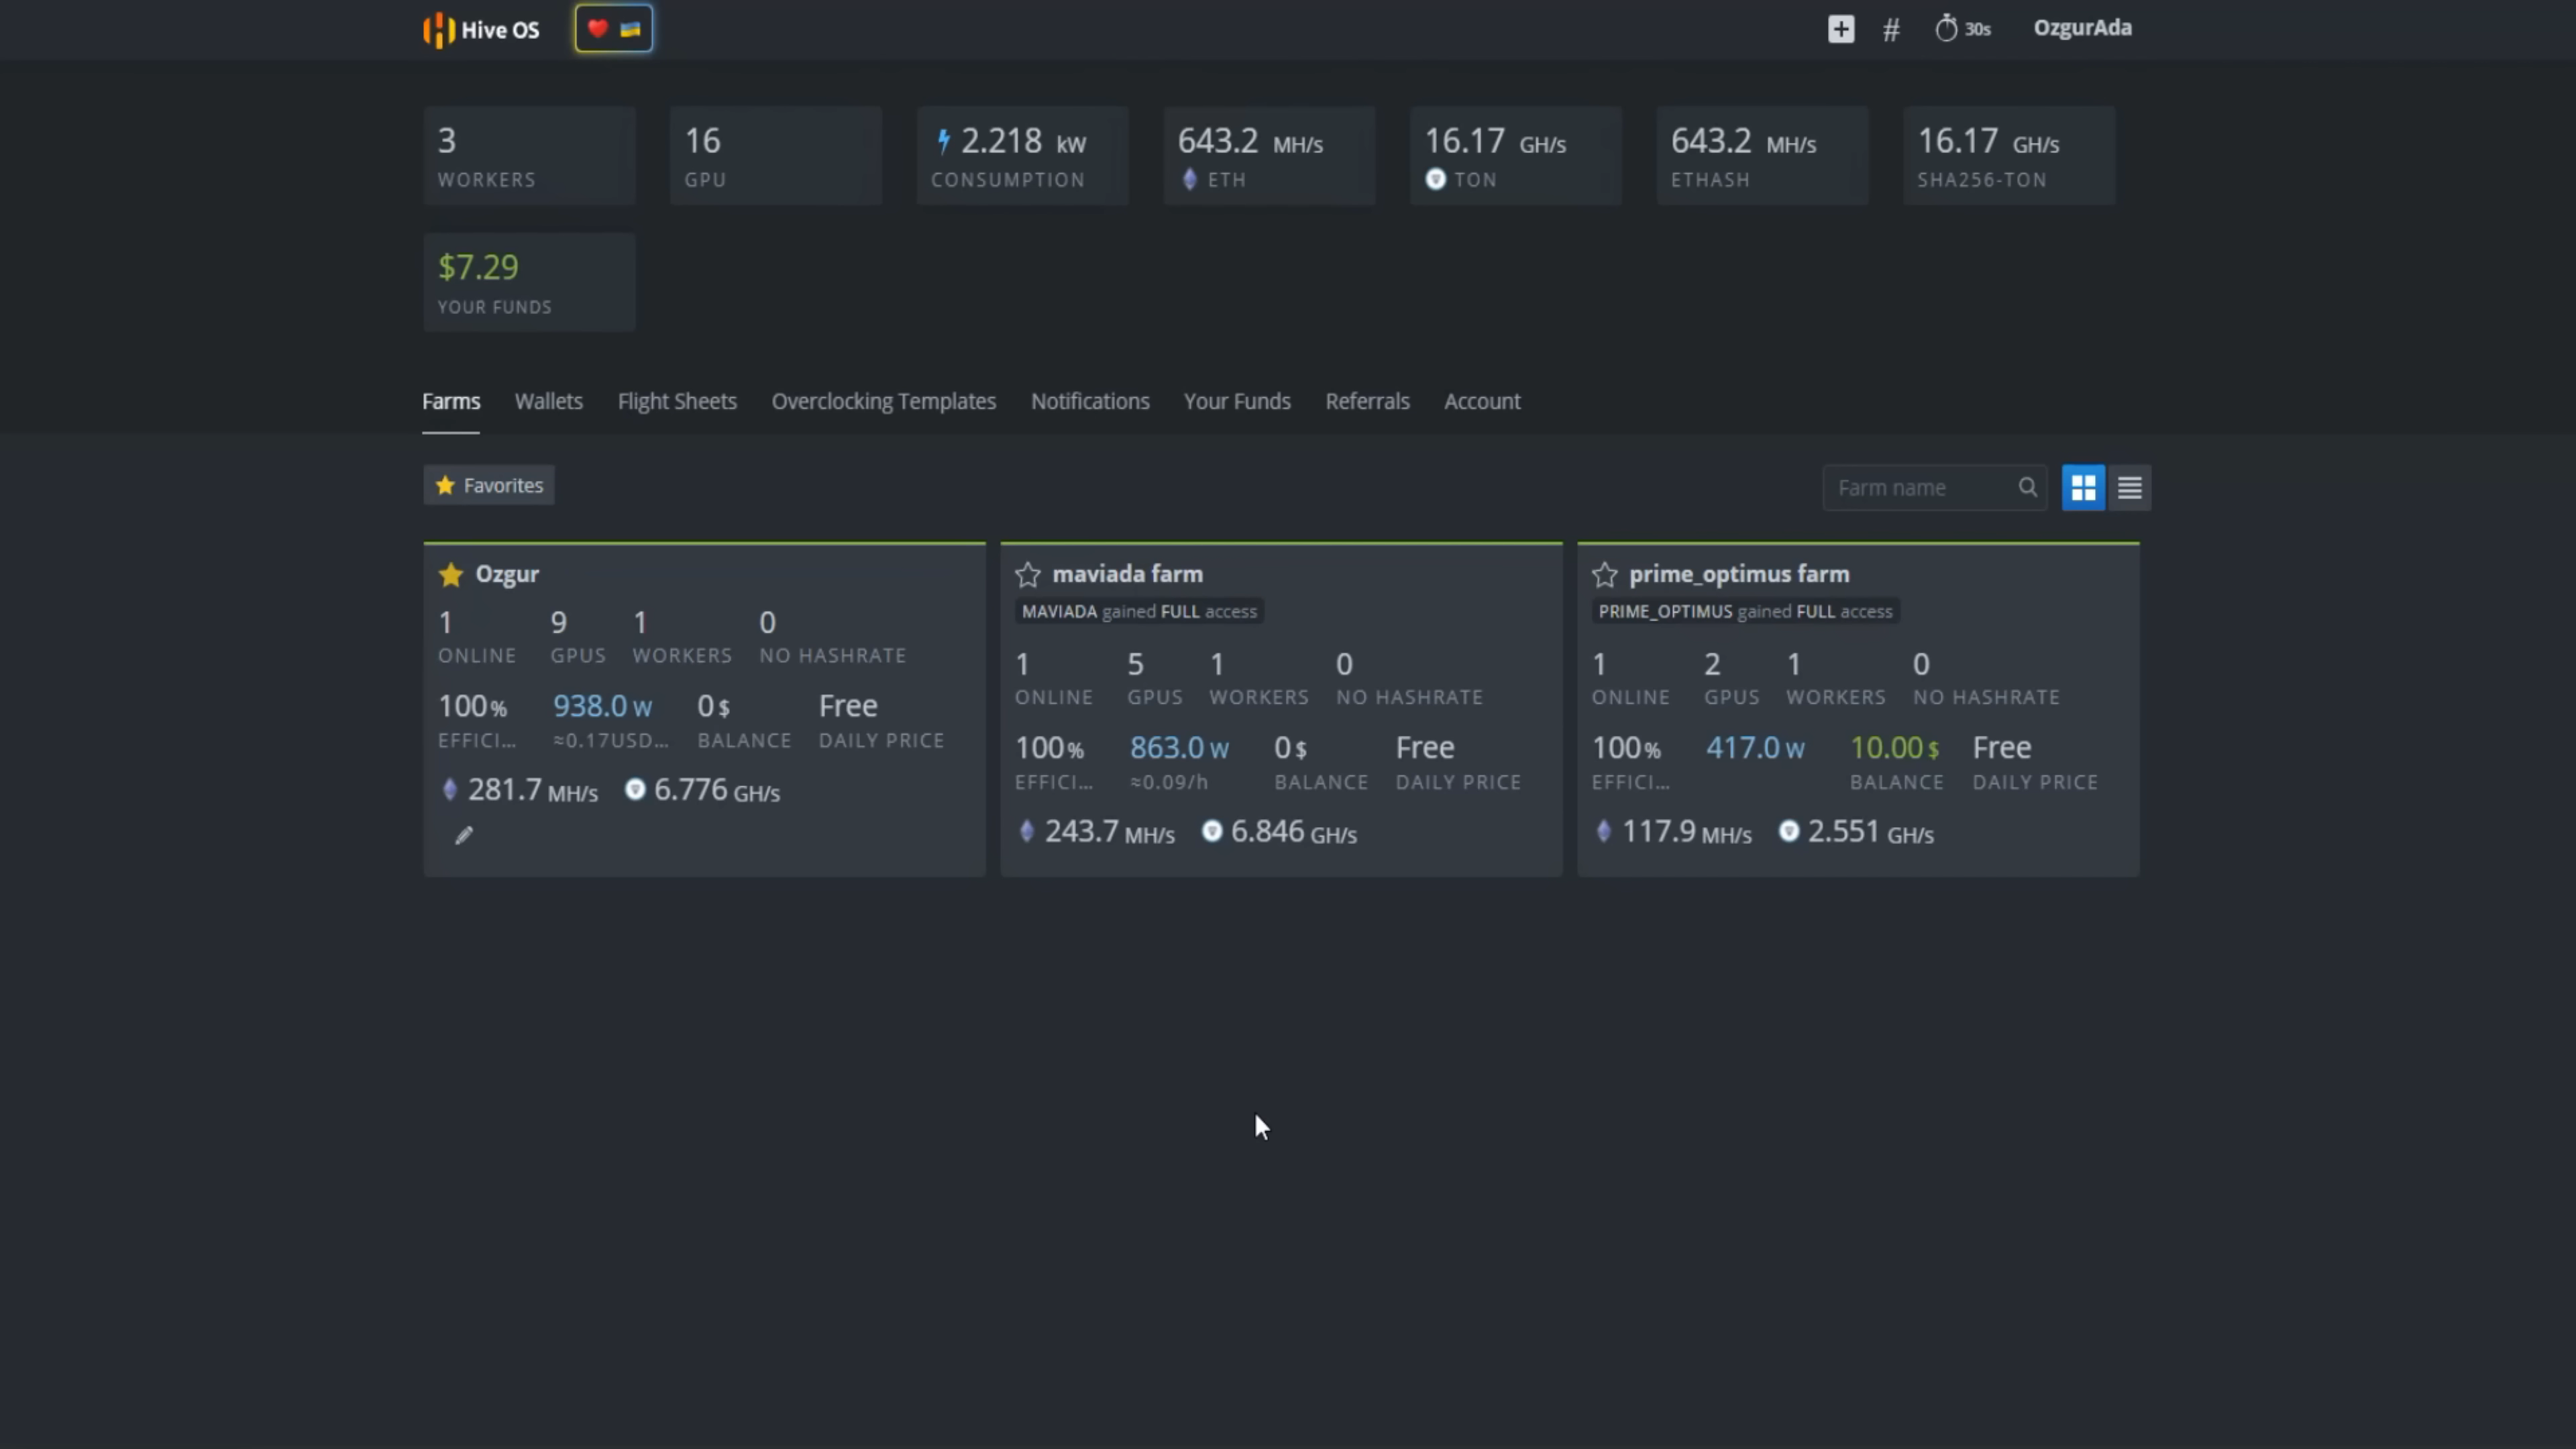 Hive OS
# 30s OzgurAda
3 16 2.218 kW 643.2 MH/s 16.17 GH/s 643.2 MH/s 16.17 GH/s
WORKERS GPU CONSUMPTION ETH TON ETHASH SHA256-TON
$7.29
YOUR FUNDS
Farms Wallets Flight Sheets Overclocking Templates Notifications Your Funds Referrals Account
Favorites Farm name
Ozgur
1 9 1 0
ONLINE GPUS WORKERS NO HASHRATE
100 % 938.0 W 0 $ Free
EFFICI... ≈0.17USD... BALANCE DAILY PRICE
281.7 MH/s 6.776 GH/s
maviada farm
MAVIADA gained FULL access
1 5 1 0
ONLINE GPUS WORKERS NO HASHRATE
100 % 863.0 W 0 $ Free
EFFICI... ≈0.09/h BALANCE DAILY PRICE
243.7 MH/s 6.846 GH/s
prime_optimus farm
PRIME_OPTIMUS gained FULL access
1 2 1 0
ONLINE GPUS WORKERS NO HASHRATE
100 % 417.0 W 10.00 $ Free
EFFICI... BALANCE DAILY PRICE
117.9 MH/s 2.551 GH/s